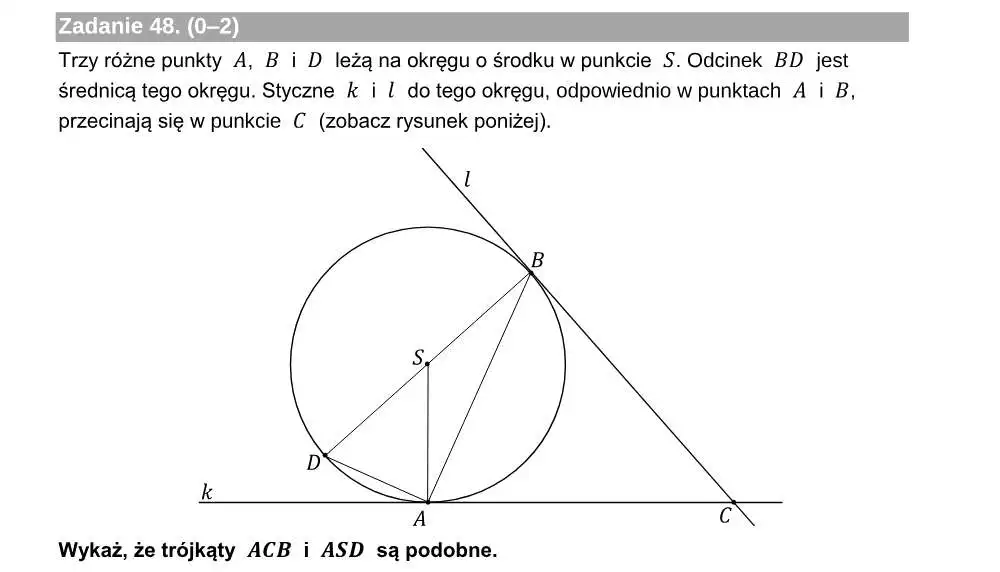 Zadanie 48. (0–2)
Trzy różne punkty A, B i D leżą na okręgu o środku w punkcie S. Odcinek BD jest
średnicą tego okręgu. Styczne k i l do tego okręgu, odpowiednio w punktach A i B,
przecinają się w punkcie C (zobacz rysunek poniżej).
l
B
S
D
k
A
C
Wykaż, że trójkąty ACB i ASD są podobne.